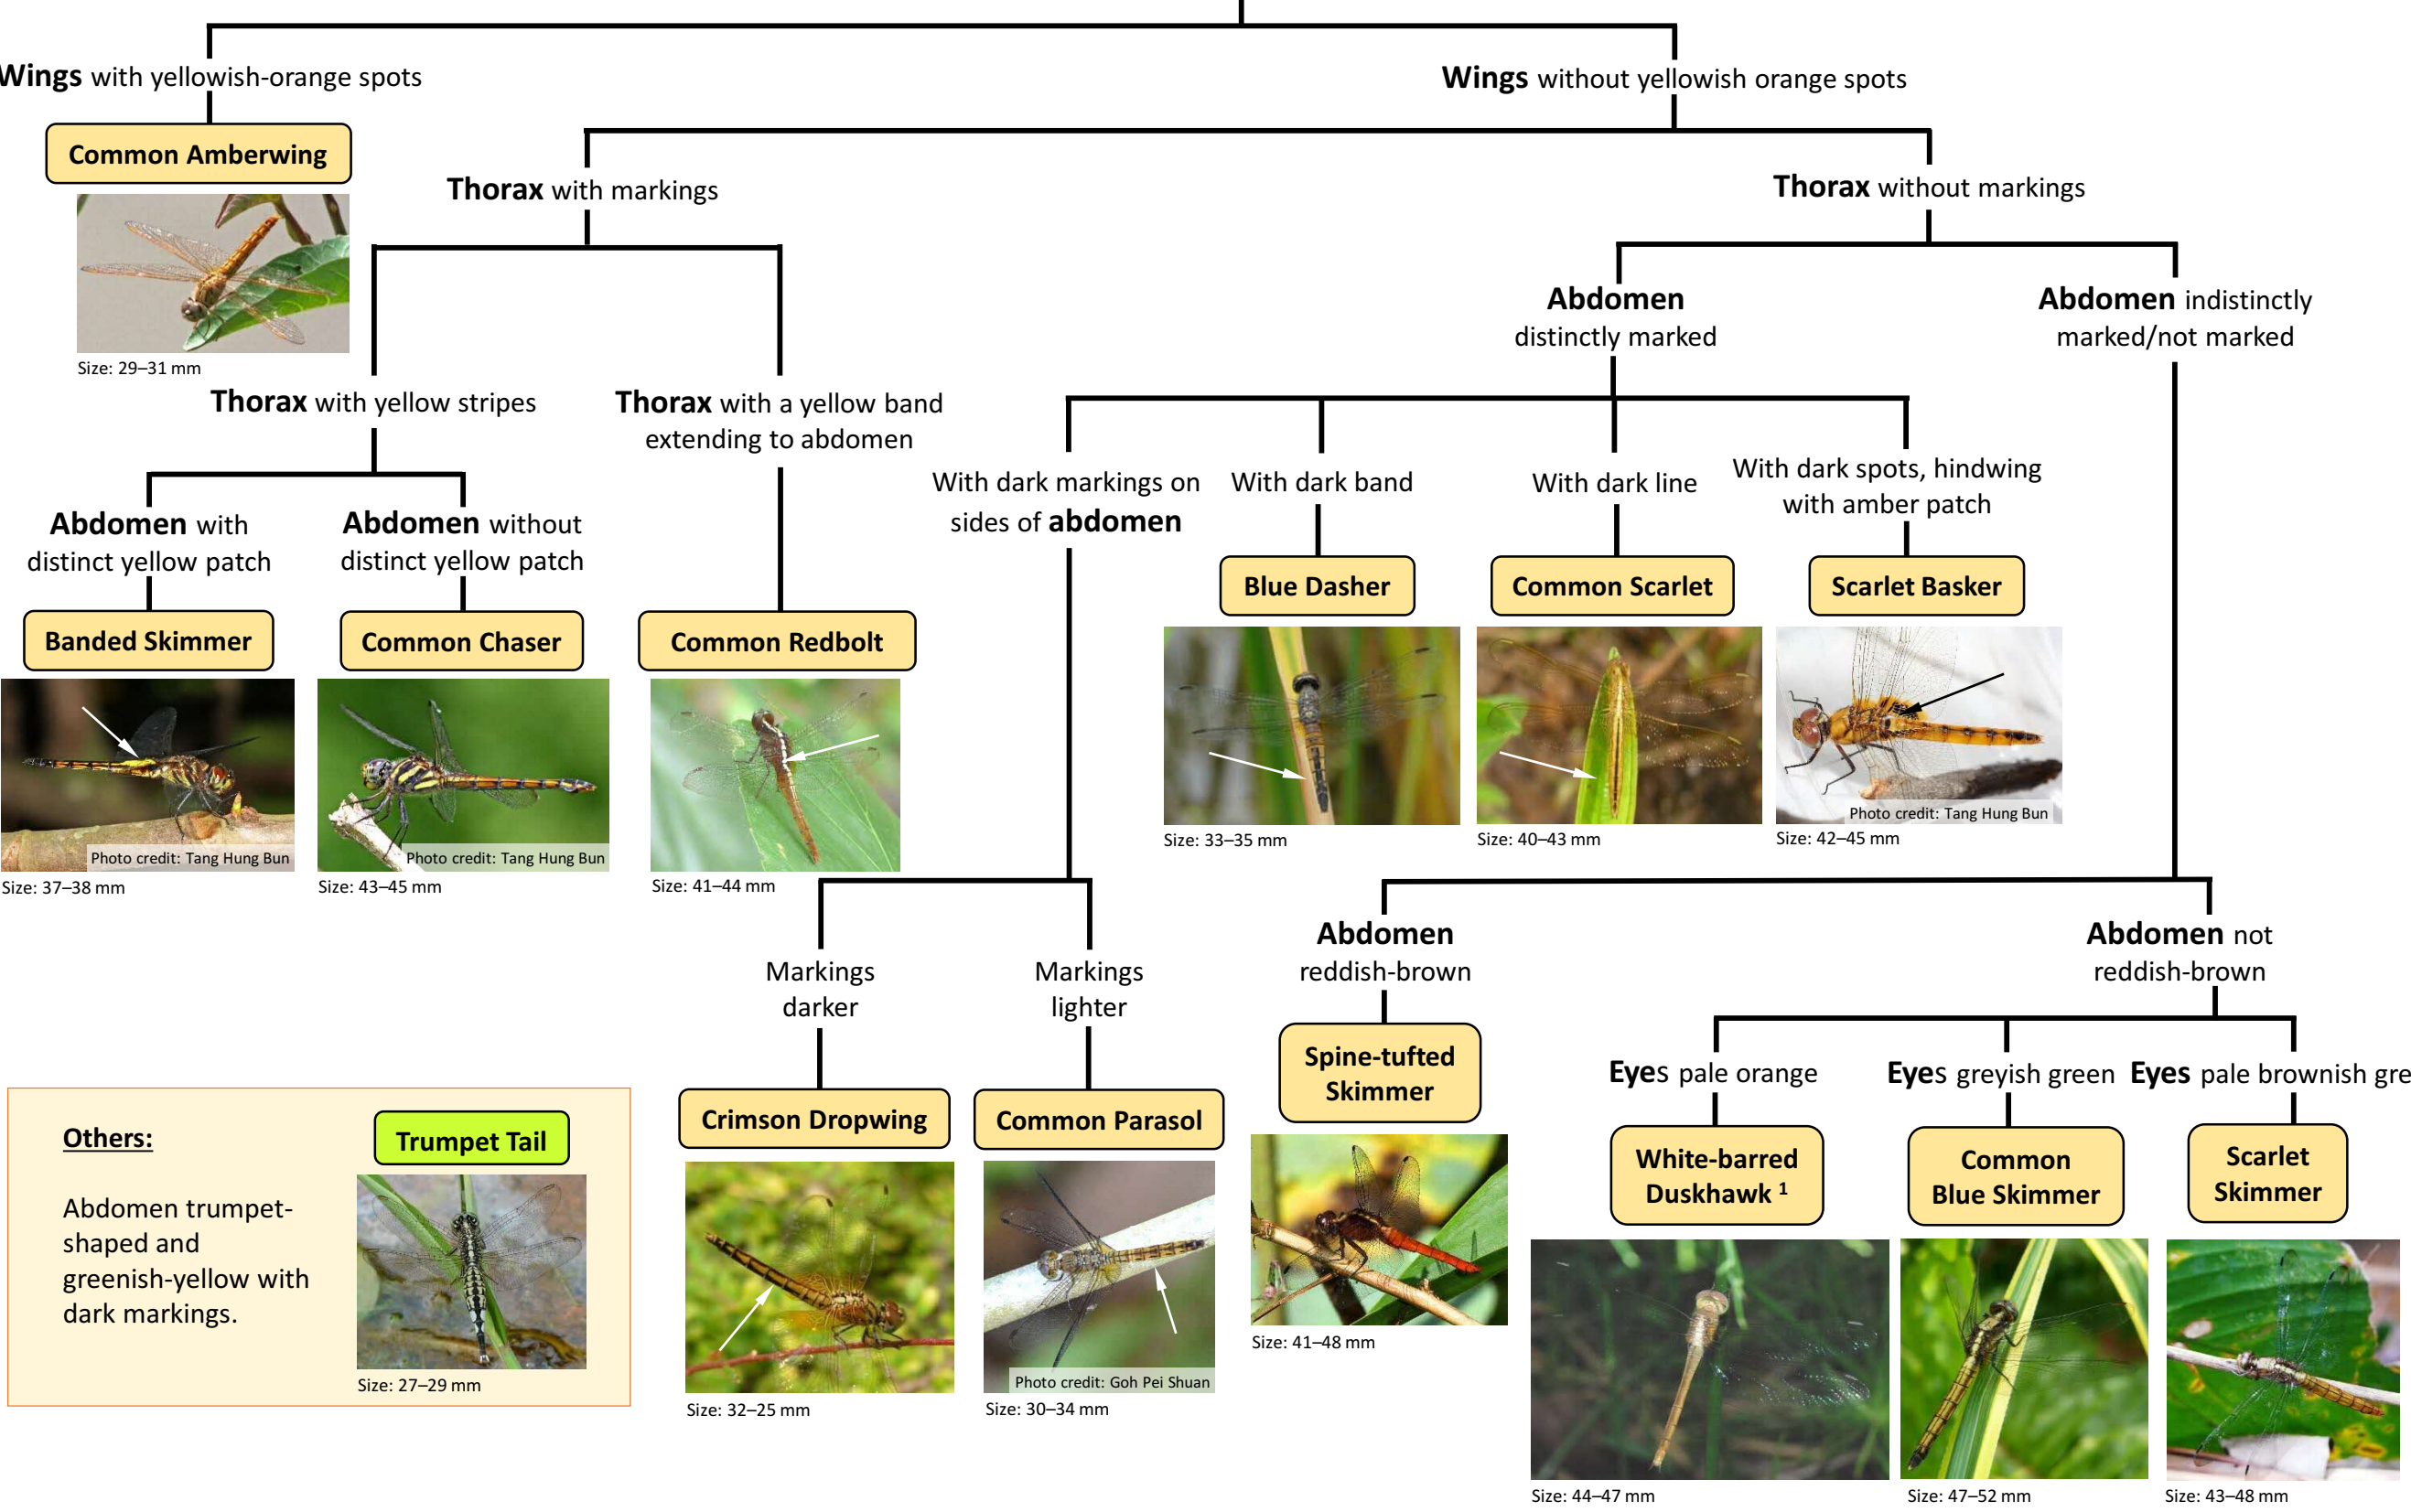 Wings with yellowish-orange spots
Wings without yellowish orange spots
Common Amberwing
Size: 29–31 mm
Thorax with markings
Thorax without markings
Abdomen
distinctly marked
Abdomen indistinctly
marked/not marked
Thorax with yellow stripes
Thorax with a yellow band
extending to abdomen
Abdomen with
distinct yellow patch
Abdomen without
distinct yellow patch
With dark markings on
sides of abdomen
With dark band
With dark line
With dark spots, hindwing
with amber patch
Banded Skimmer
Common Chaser
Common Redbolt
Blue Dasher
Common Scarlet
Scarlet Basker
Photo credit: Tang Hung Bun
Size: 37–38 mm
Photo credit: Tang Hung Bun
Size: 43–45 mm
Size: 41–44 mm
Size: 33–35 mm
Size: 40–43 mm
Photo credit: Tang Hung Bun
Size: 42–45 mm
Markings
darker
Markings
lighter
Abdomen
reddish-brown
Abdomen not
reddish-brown
Crimson Dropwing
Common Parasol
Spine-tufted
Skimmer
Eyes pale orange
Eyes greyish green
Eyes pale brownish gre
White-barred
Duskhawk 1
Common
Blue Skimmer
Scarlet
Skimmer
Size: 32–25 mm
Photo credit: Goh Pei Shuan
Size: 30–34 mm
Size: 41–48 mm
Size: 44–47 mm
Size: 47–52 mm
Size: 43–48 mm
Others:
Trumpet Tail
Abdomen trumpet-
shaped and
greenish-yellow with
dark markings.
Size: 27–29 mm